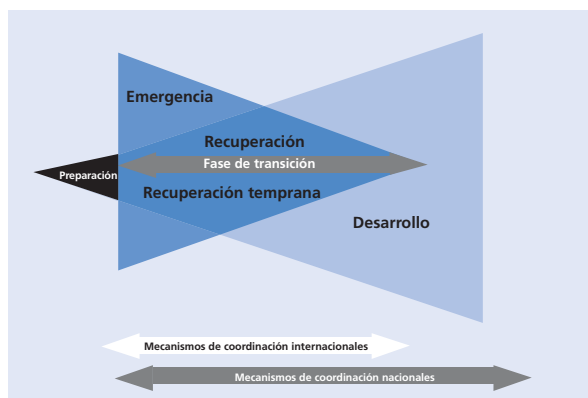 Emergencia
Recuperación
Fase de transición
Preparación
Recuperación temprana
Desarrollo
Mecanismos de coordinación internacionales
Mecanismos de coordinación nacionales